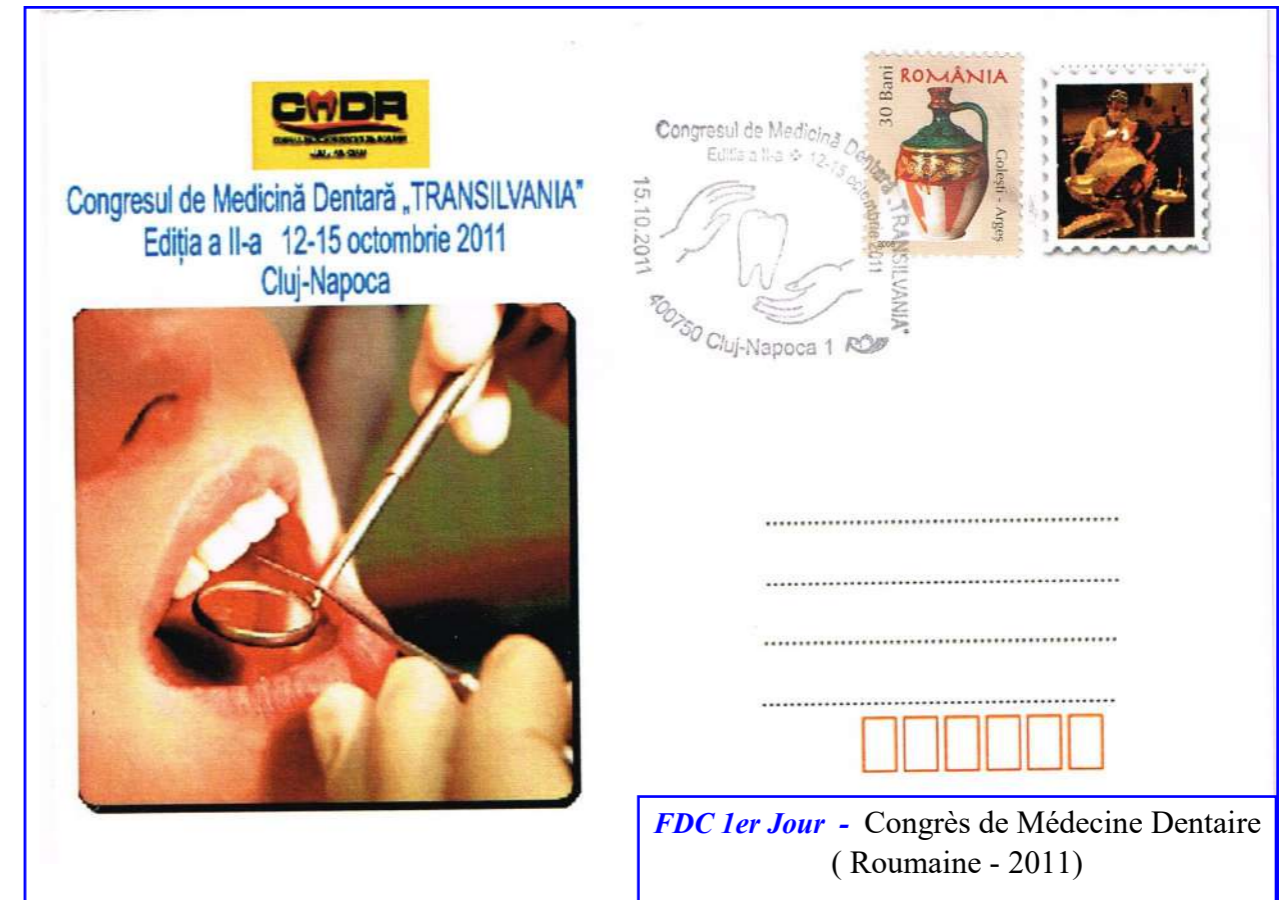 CMDR
Congresul de Medicină Dentară „TRANSILVANIA"
Ediția a II-a 12-15 octombrie 2011
Cluj-Napoca
30 Bani
ROMÂNIA
Golești - Argeș
Congresul de Medicină Dentară „TRANSILVANIA"
Ediția a II-a 12-15 octombrie 2011
15.10.2011
400750 Cluj-Napoca 1
FDC 1er Jour - Congrès de Médecine Dentaire
( Roumaine - 2011)